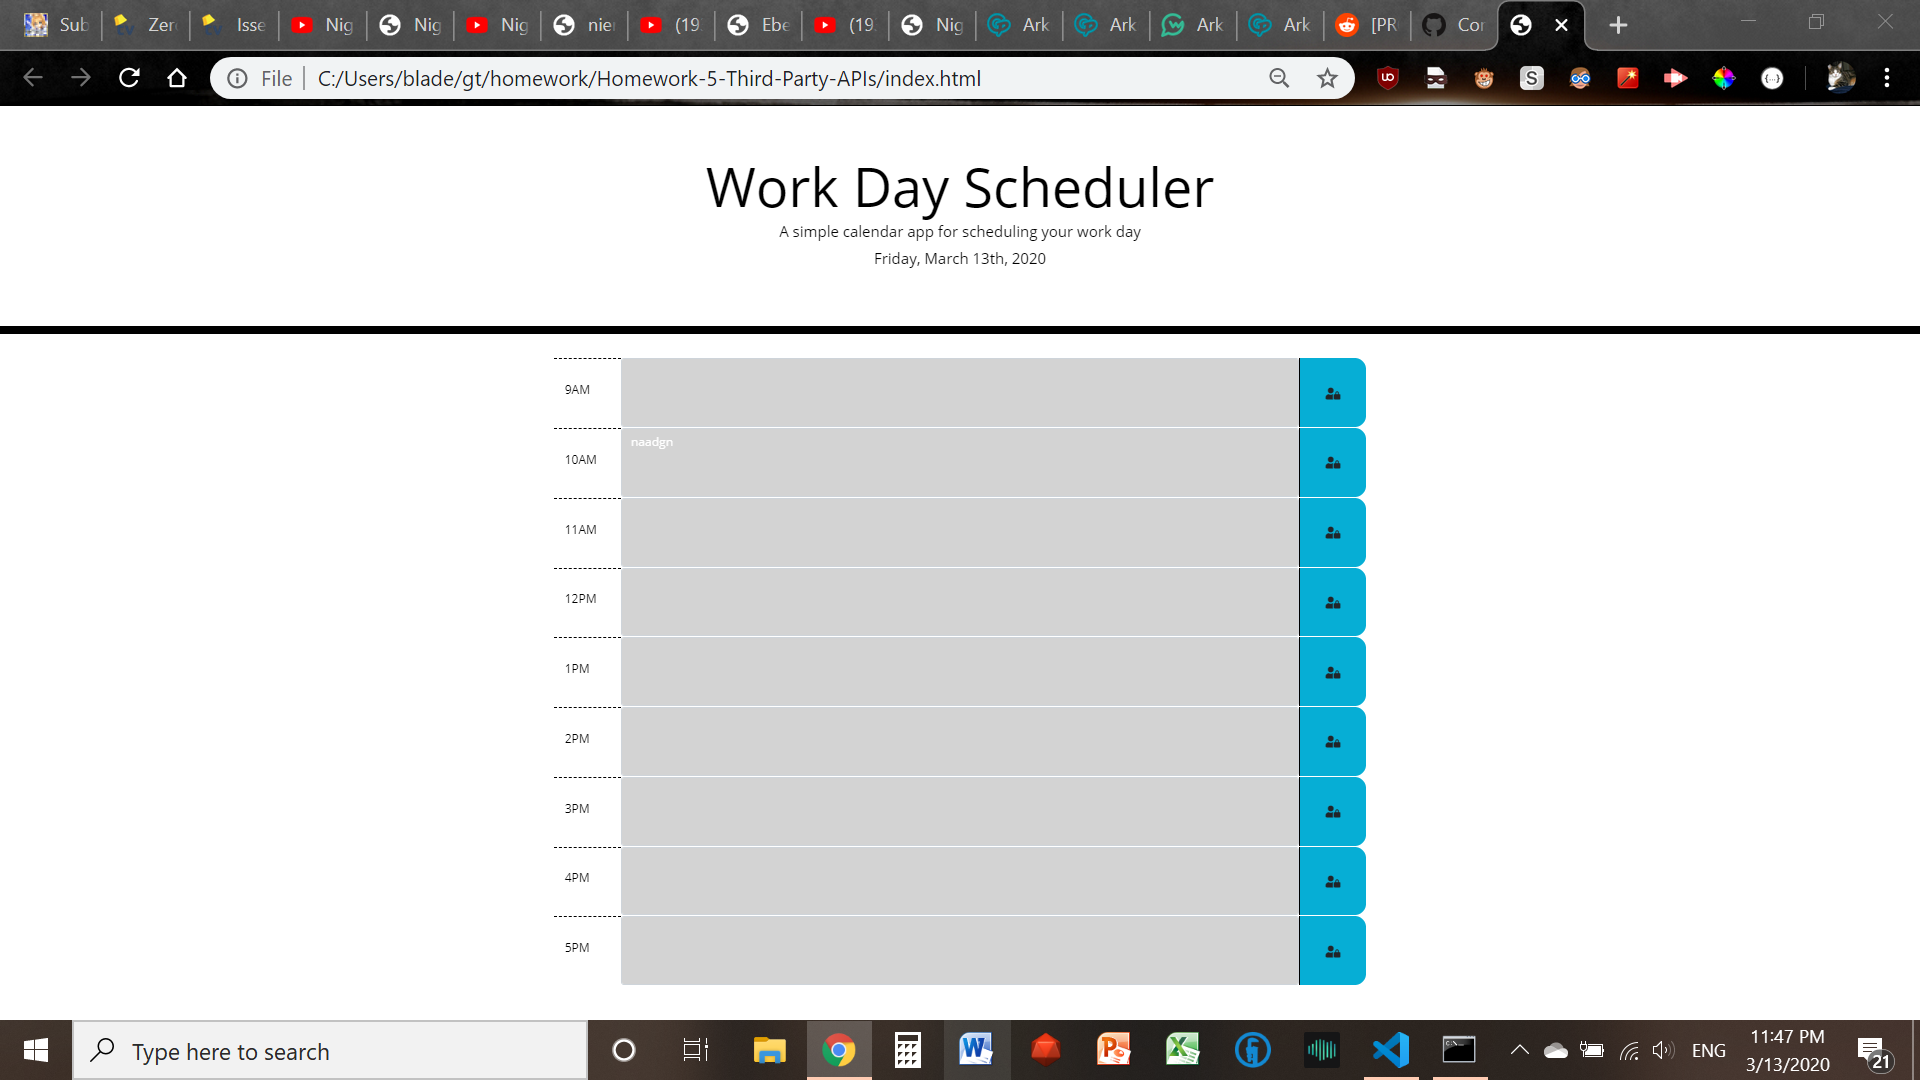 Sub
Zero
Isse
Nig
Nig
Nig
nie
(19
Ebe
(19
Nig
Ark
Ark
Ark
Ark
[PR
Cor
File
C:/Users/blade/gt/homework/Homework-5-Third-Party-APIs/index.html
Work Day Scheduler
A simple calendar app for scheduling your work day
Friday, March 13th, 2020
9AM
10AM
naadgn
11AM
12PM
1PM
2PM
3PM
4PM
5PM
Type here to search
ENG
11:47 PM
3/13/2020
21